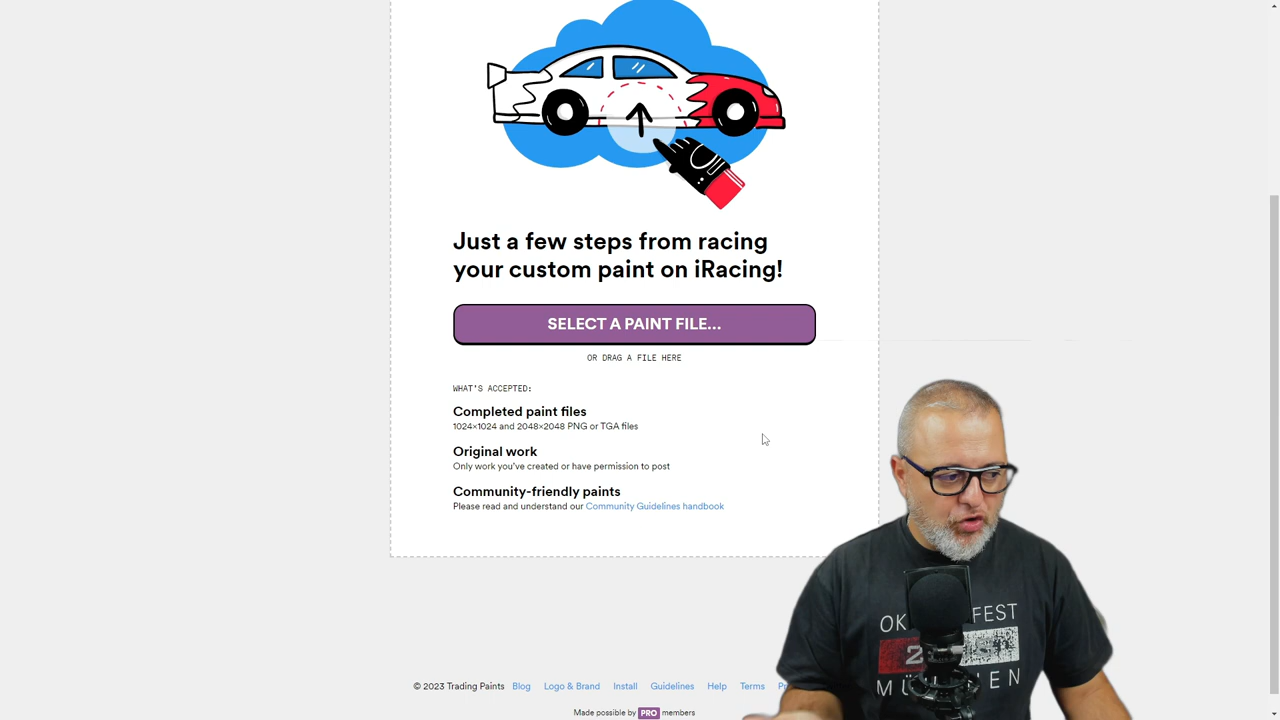 Just a few steps from racing
your custom paint on iRacing!
SELECT A PAINT FILE...
OR DRAG A FILE HERE
WHAT'S ACCEPTED:
Completed paint files
1024×1024 and 2048×2048 PNG or TGA files
Original work
Only work you've created or have permission to post
Community-friendly paints
Please read and understand our Community Guidelines handbook
© 2023 Trading Paints Blog Logo & Brand Install Guidelines Help Terms
Made possible by PRO members